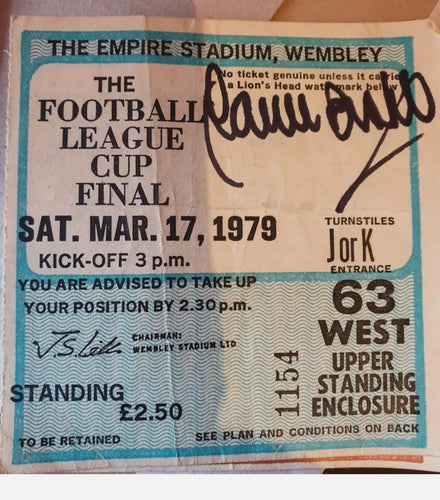 THE EMPIRE STADIUM, WEMBLEY
No ticket genuine unless it carries
a Lion's Head watermark below
THE
FOOTBALL
LEAGUE
CUP
FINAL
SAT. MAR. 17, 1979
KICK-OFF 3 p.m.
TURNSTILES
J or K
ENTRANCE
YOU ARE ADVISED TO TAKE UP
YOUR POSITION BY 2.30 p.m.
CHAIRMAN:
WEMBLEY STADIUM LTD
63
WEST
UPPER
STANDING
ENCLOSURE
1154
STANDING
£2.50
TO BE RETAINED
SEE PLAN AND CONDITIONS ON BACK